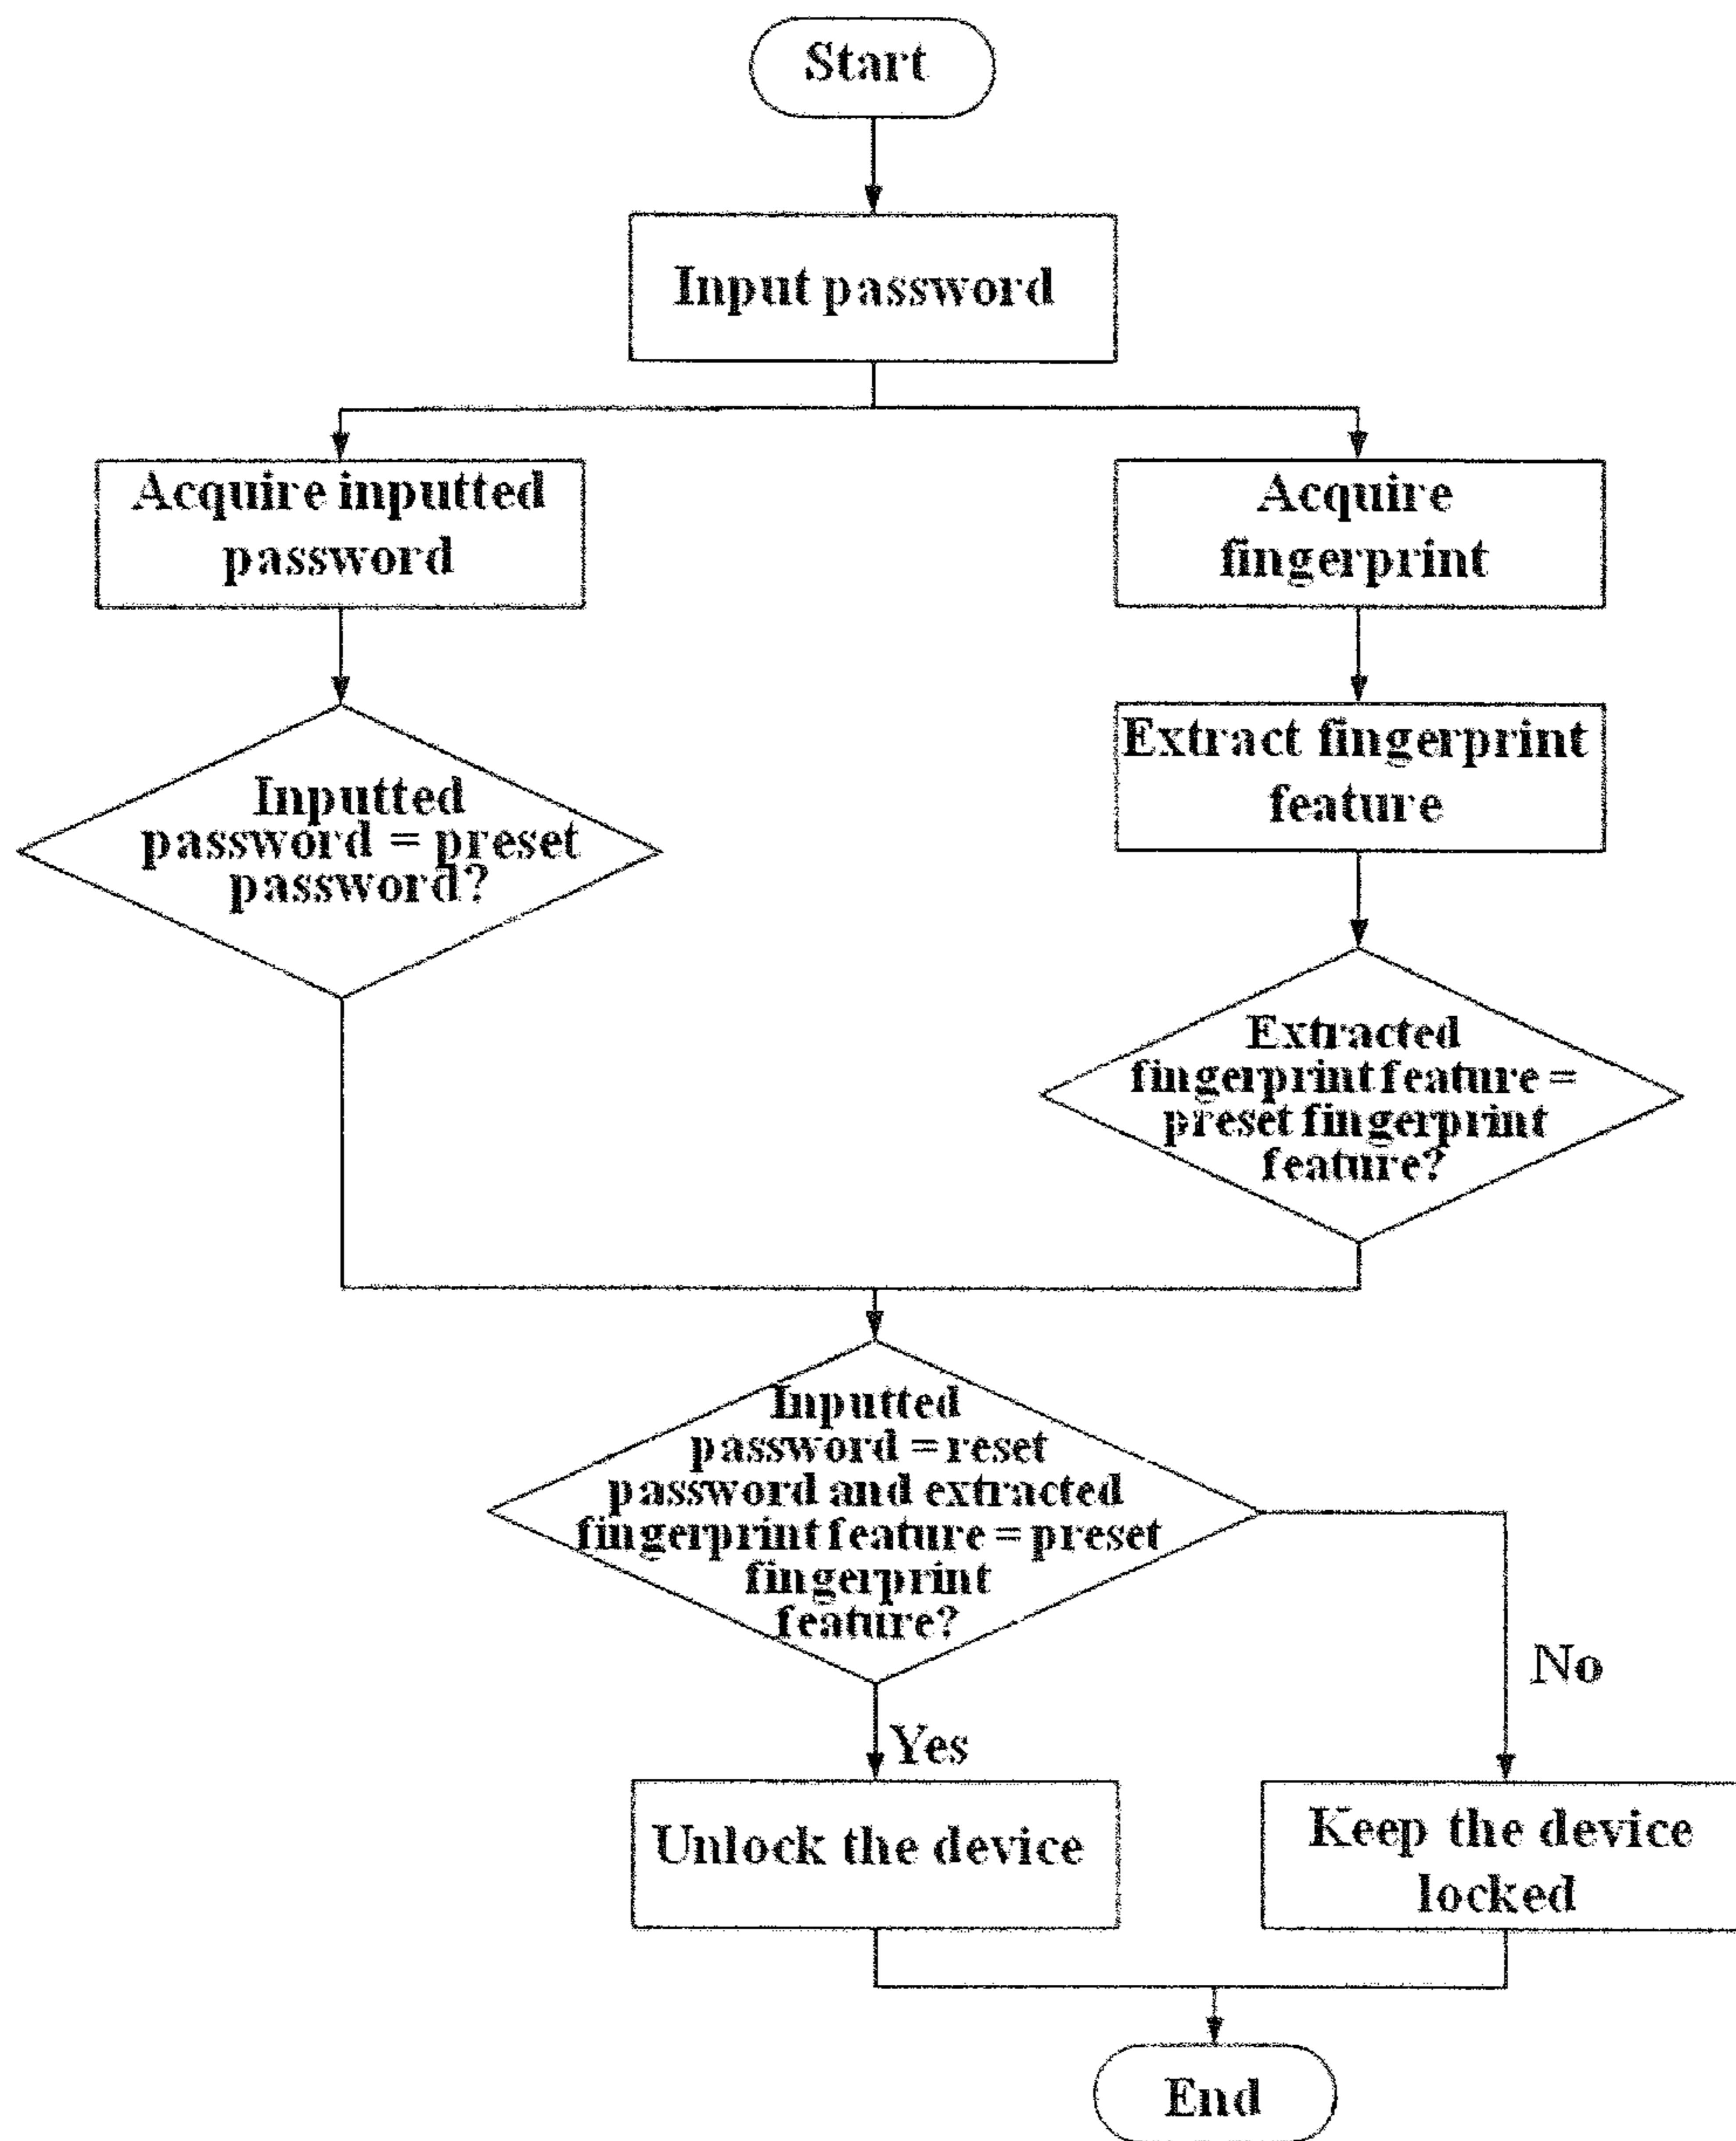 Start
Input password
Acquire inputted
password
Acquire
fingerprint
Extract fingerprint
feature
Inputted
password = preset
password?
Extracted
fingerprint feature =
preset fingerprint
feature?
Inputted
password = reset
password and extracted
fingerprint feature = preset
fingerprint
feature?
No
Yes
Unlock the device
Keep the device
locked
End